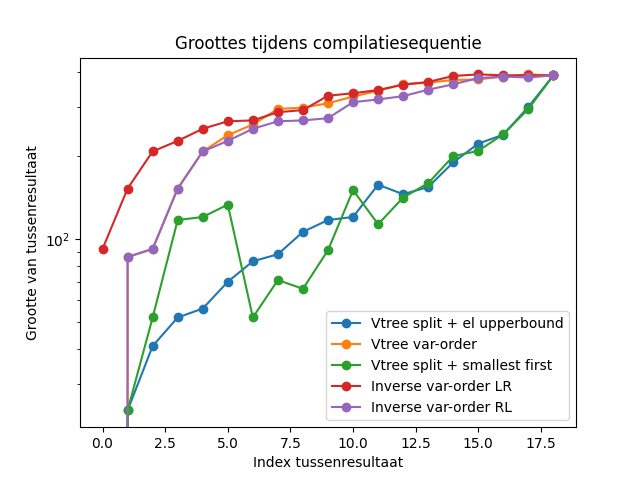 Groottes tijdens compilatiesequentie
Grootte van tussenresultaat
10²
Vtree split + el upperbound
Vtree var-order
Vtree split + smallest first
Inverse var-order LR
Inverse var-order RL
0.0 2.5 5.0 7.5 10.0 12.5 15.0 17.5
Index tussenresultaat